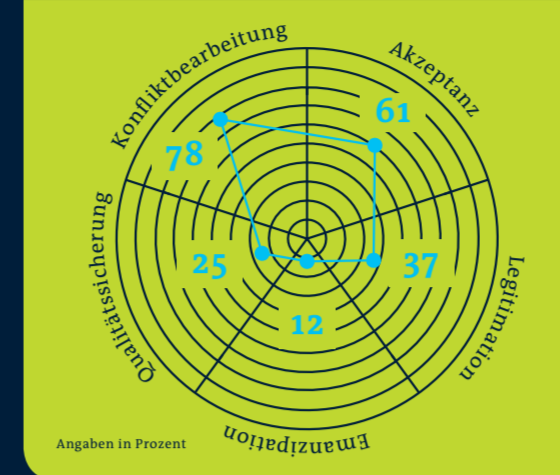 Konfliktbearbeitung
Akzeptanz
61
78
Qualitätssicherung
25
37
Legitimation
12
Emanzipation
Angaben in Prozent